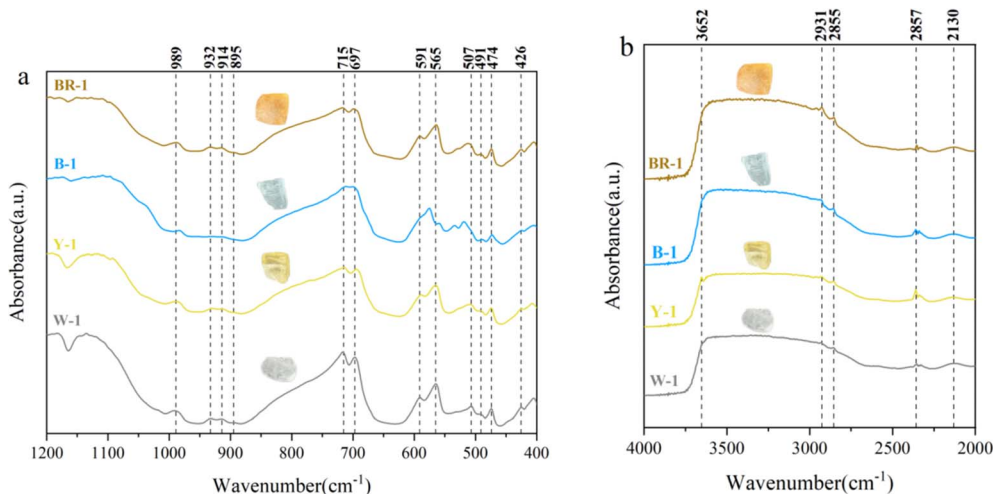 989 932 914 895 715 697 591 565 507 491 474 426
a
BR-1
B-1
Y-1
W-1
Absorbance(a.u.)
1200 1100 1000 900 800 700 600 500 400
Wavenumber(cm⁻¹)
3652 2931 2855 2857 2130
b
BR-1
B-1
Y-1
W-1
Absorbance(a.u.)
4000 3500 3000 2500 2000
Wavenumber(cm⁻¹)